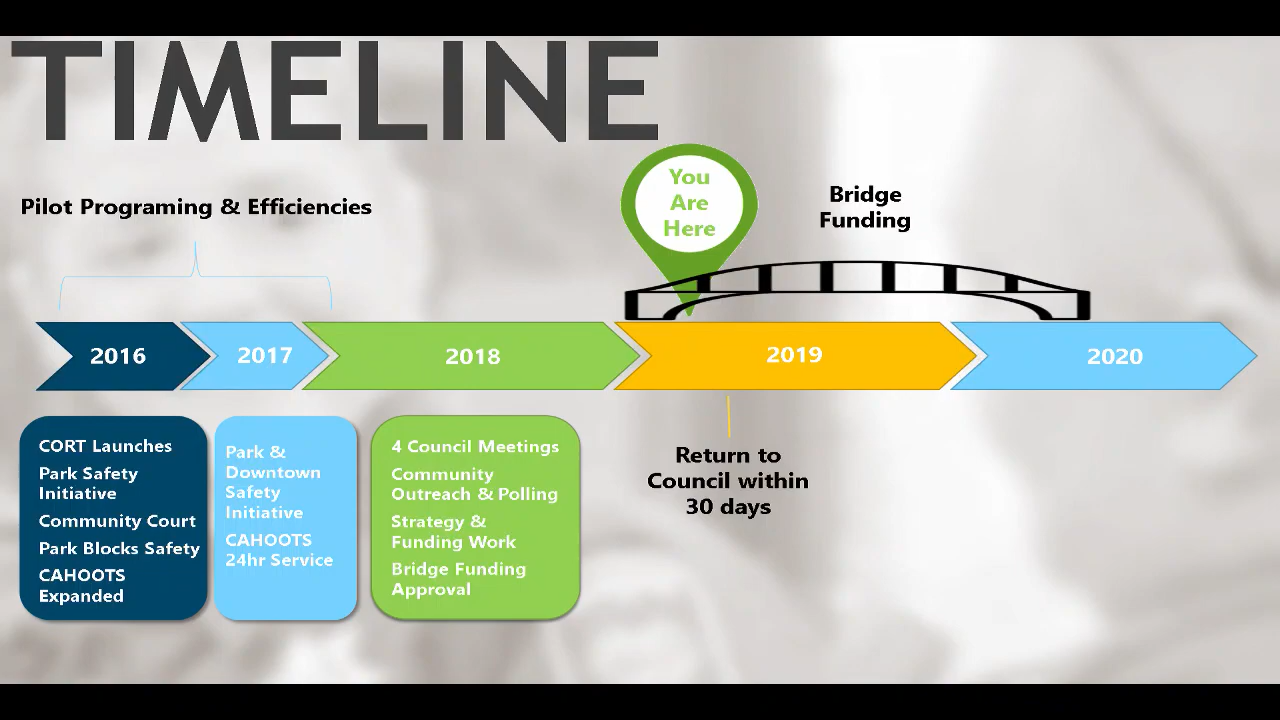 TIMELINE
Pilot Programing & Efficiencies
You
Are
Here
Bridge
Funding
2016
2017
2018
2019
2020
CORT Launches
Park Safety
Initiative
Community Court
Park Blocks Safety
CAHOOTS
Expanded
Park &
Downtown
Safety
Initiative
CAHOOTS
24hr Service
4 Council Meetings
Community
Outreach & Polling
Strategy &
Funding Work
Bridge Funding
Approval
Return to
Council within
30 days